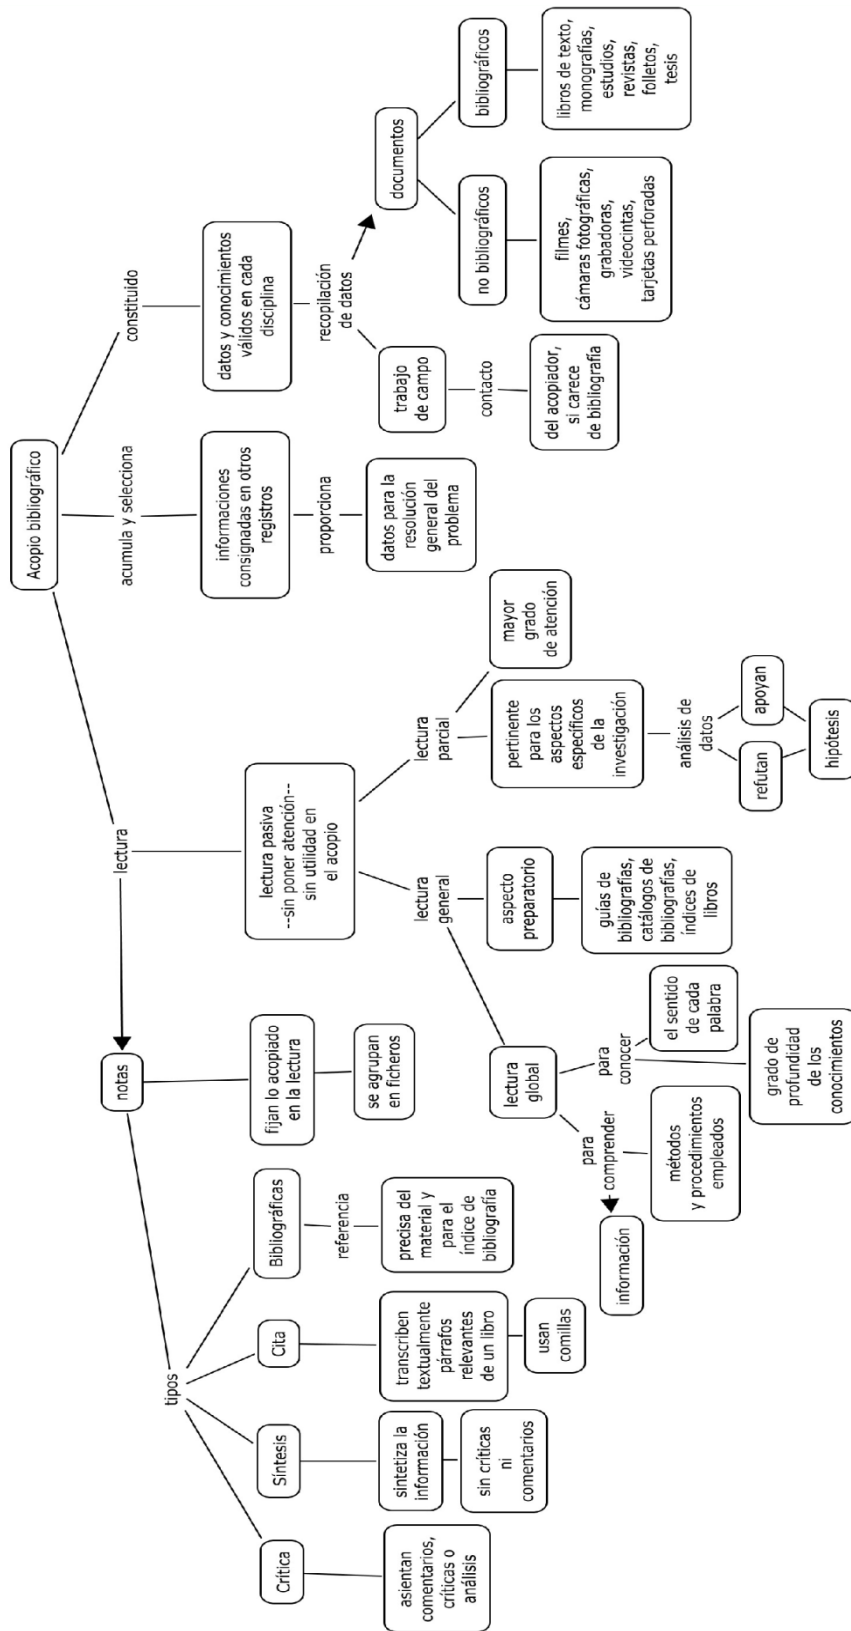 Acopio bibliográfico
lectura
acumula y selecciona
constituido
notas
tipos
fijan lo acopiado
en la lectura
se agrupan
en ficheros
Crítica
asientan
comentarios,
críticas o
análisis
Síntesis
sintetiza la
información
sin críticas
ni
comentarios
Cita
transcriben
textualmente
párrafos
relevantes
de un libro
usan
comillas
Bibliográficas
referencia
precisa del
material y
para el
índice de
bibliografía
lectura pasiva
--sin poner atención--
sin utilidad en
el acopio
lectura
general
lectura
global
para
comprender
información
métodos
y procedimientos
empleados
para
conocer
el sentido
de cada
palabra
grado de
profundidad
de los
conocimientos
aspecto
preparatorio
guías de
bibliografías,
catálogos de
bibliografías,
índices de
libros
lectura
parcial
pertinente
para los
aspectos
específicos
de la
investigación
análisis de
datos
refutan
apoyan
hipótesis
mayor
grado
de atención
informaciones
consignadas en otros
registros
proporciona
datos para la
resolución
general del
problema
datos y conocimientos
válidos en cada
disciplina
recopilación
de datos
trabajo
de campo
contacto
del acopiador,
si carece
de bibliografía
documentos
no bibliográficos
filmes,
cámaras fotográficas,
grabadoras,
videocintas,
tarjetas perforadas
bibliográficos
libros de texto,
monografías,
estudios,
revistas,
folletos,
tesis